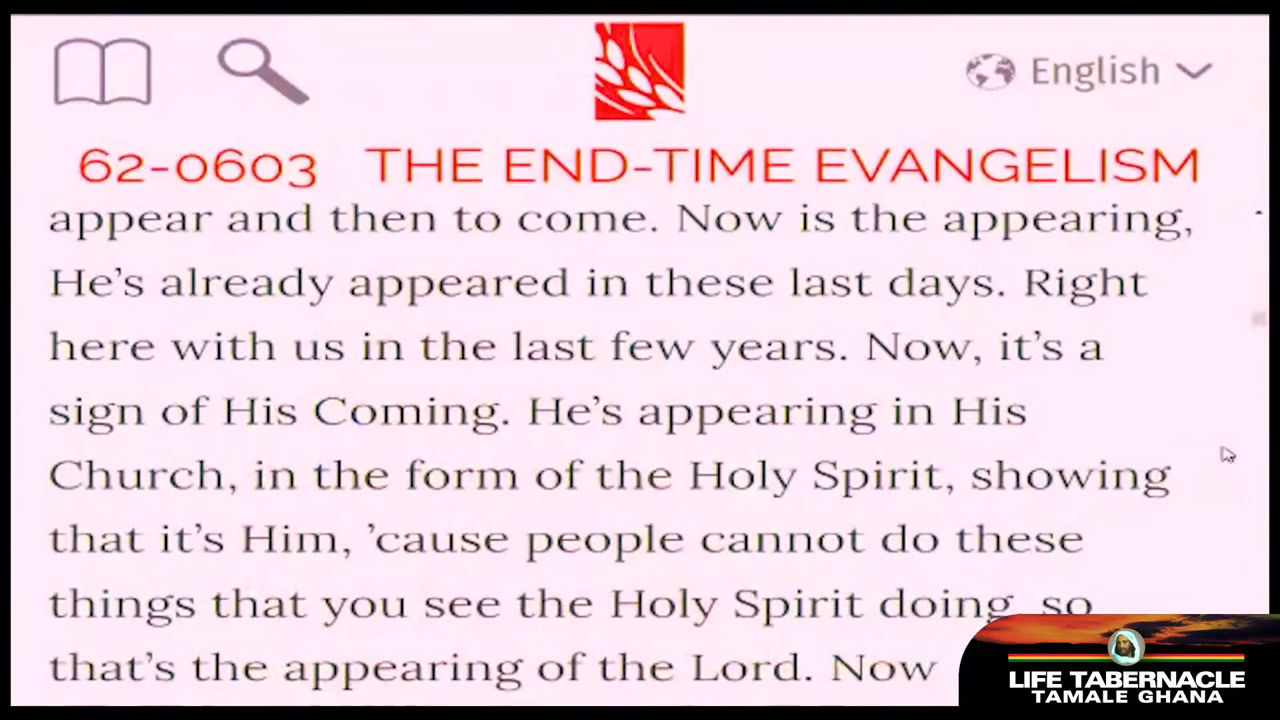 English
62-0603 THE END-TIME EVANGELISM
appear and then to come. Now is the appearing,
He’s already appeared in these last days. Right
here with us in the last few years. Now, it’s a
sign of His Coming. He’s appearing in His
Church, in the form of the Holy Spirit, showing
that it’s Him, ’cause people cannot do these
things that you see the Holy Spirit doing, so
that’s the appearing of the Lord. Now
LIFE TABERNACLE
TAMALE GHANA